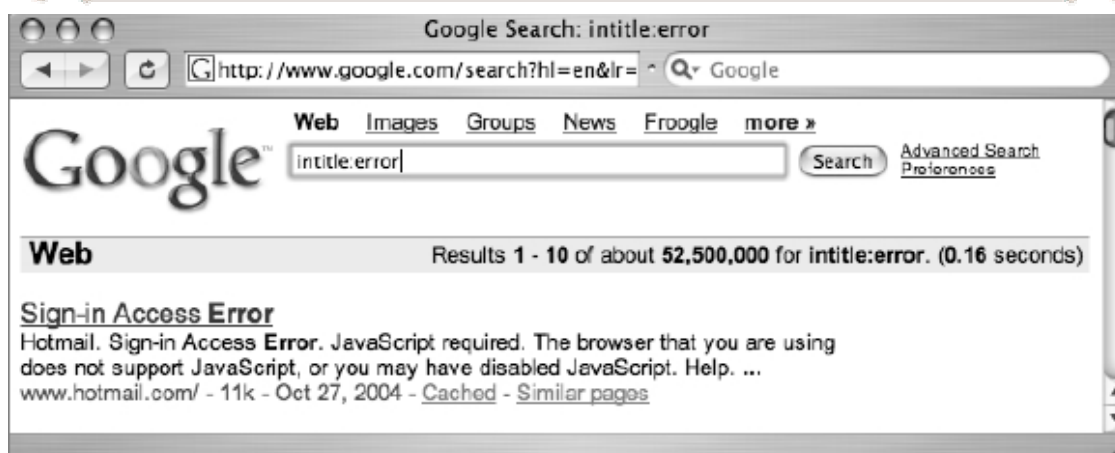 Google Search: intitle:error
http://www.google.com/search?hl=en&lr= Google
Web Images Groups News Froogle more »
Google™
intitle:error Search Advanced Search
Preferences
Web Results 1 - 10 of about 52,500,000 for intitle:error. (0.16 seconds)
Sign-in Access Error
Hotmail. Sign-in Access Error. JavaScript required. The browser that you are using
does not support JavaScript, or you may have disabled JavaScript. Help. ...
www.hotmail.com/ - 11k - Oct 27, 2004 - Cached - Similar pages